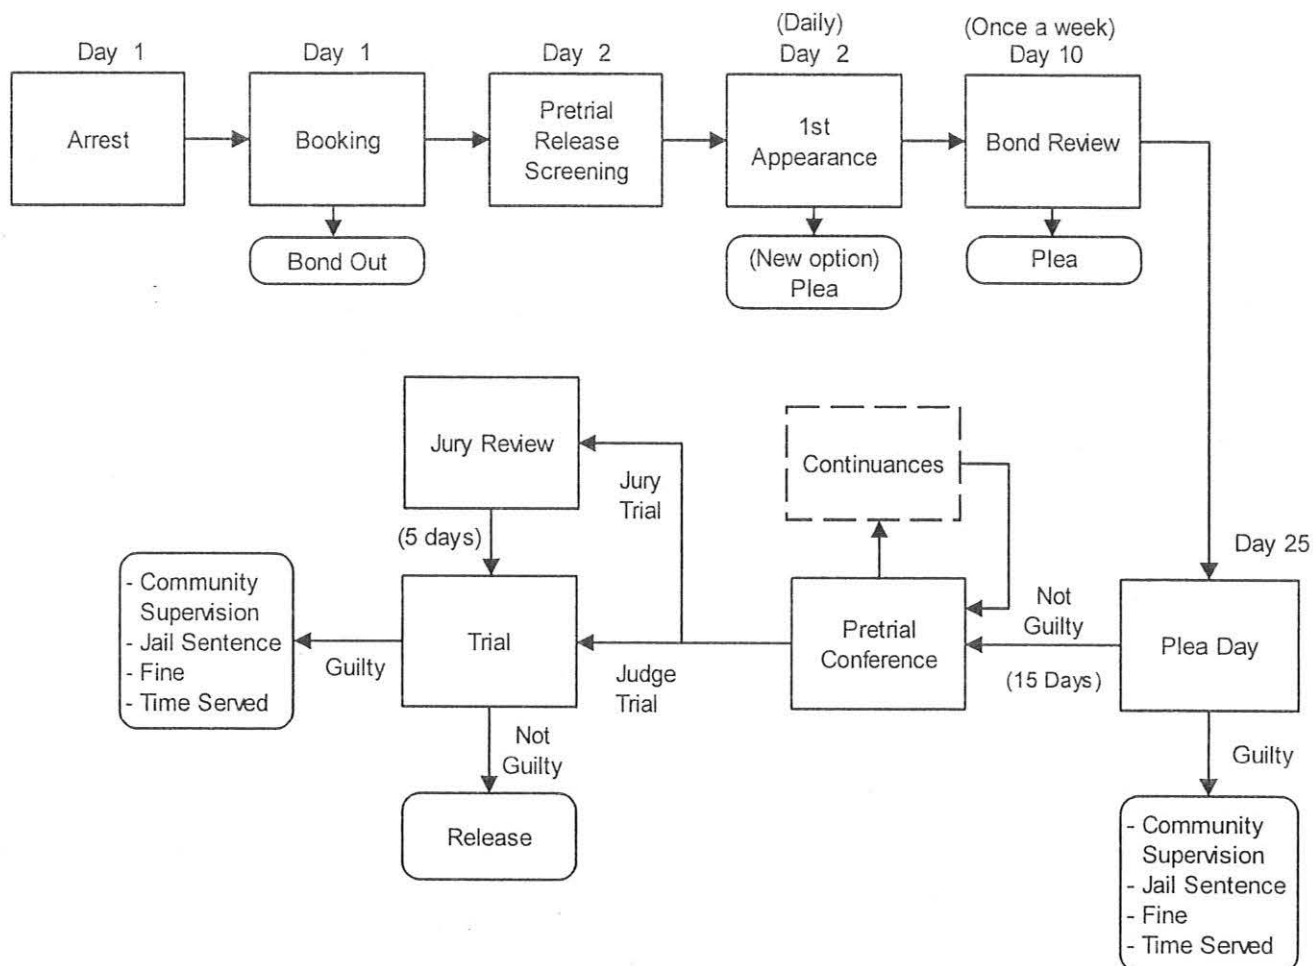 Day 1
Day 1
Day 2
(Daily)
Day 2
(Once a week)
Day 10
Arrest
Booking
Pretrial
Release
Screening
1st
Appearance
Bond Review
Bond Out
(New option)
Plea
Plea
Jury Review
Jury
Trial
Continuances
(5 days)
Day 25
- Community
Supervision
- Jail Sentence
- Fine
- Time Served
Guilty
Trial
Judge
Trial
Pretrial
Conference
Not
Guilty
(15 Days)
Plea Day
Not
Guilty
Guilty
Release
- Community
Supervision
- Jail Sentence
- Fine
- Time Served